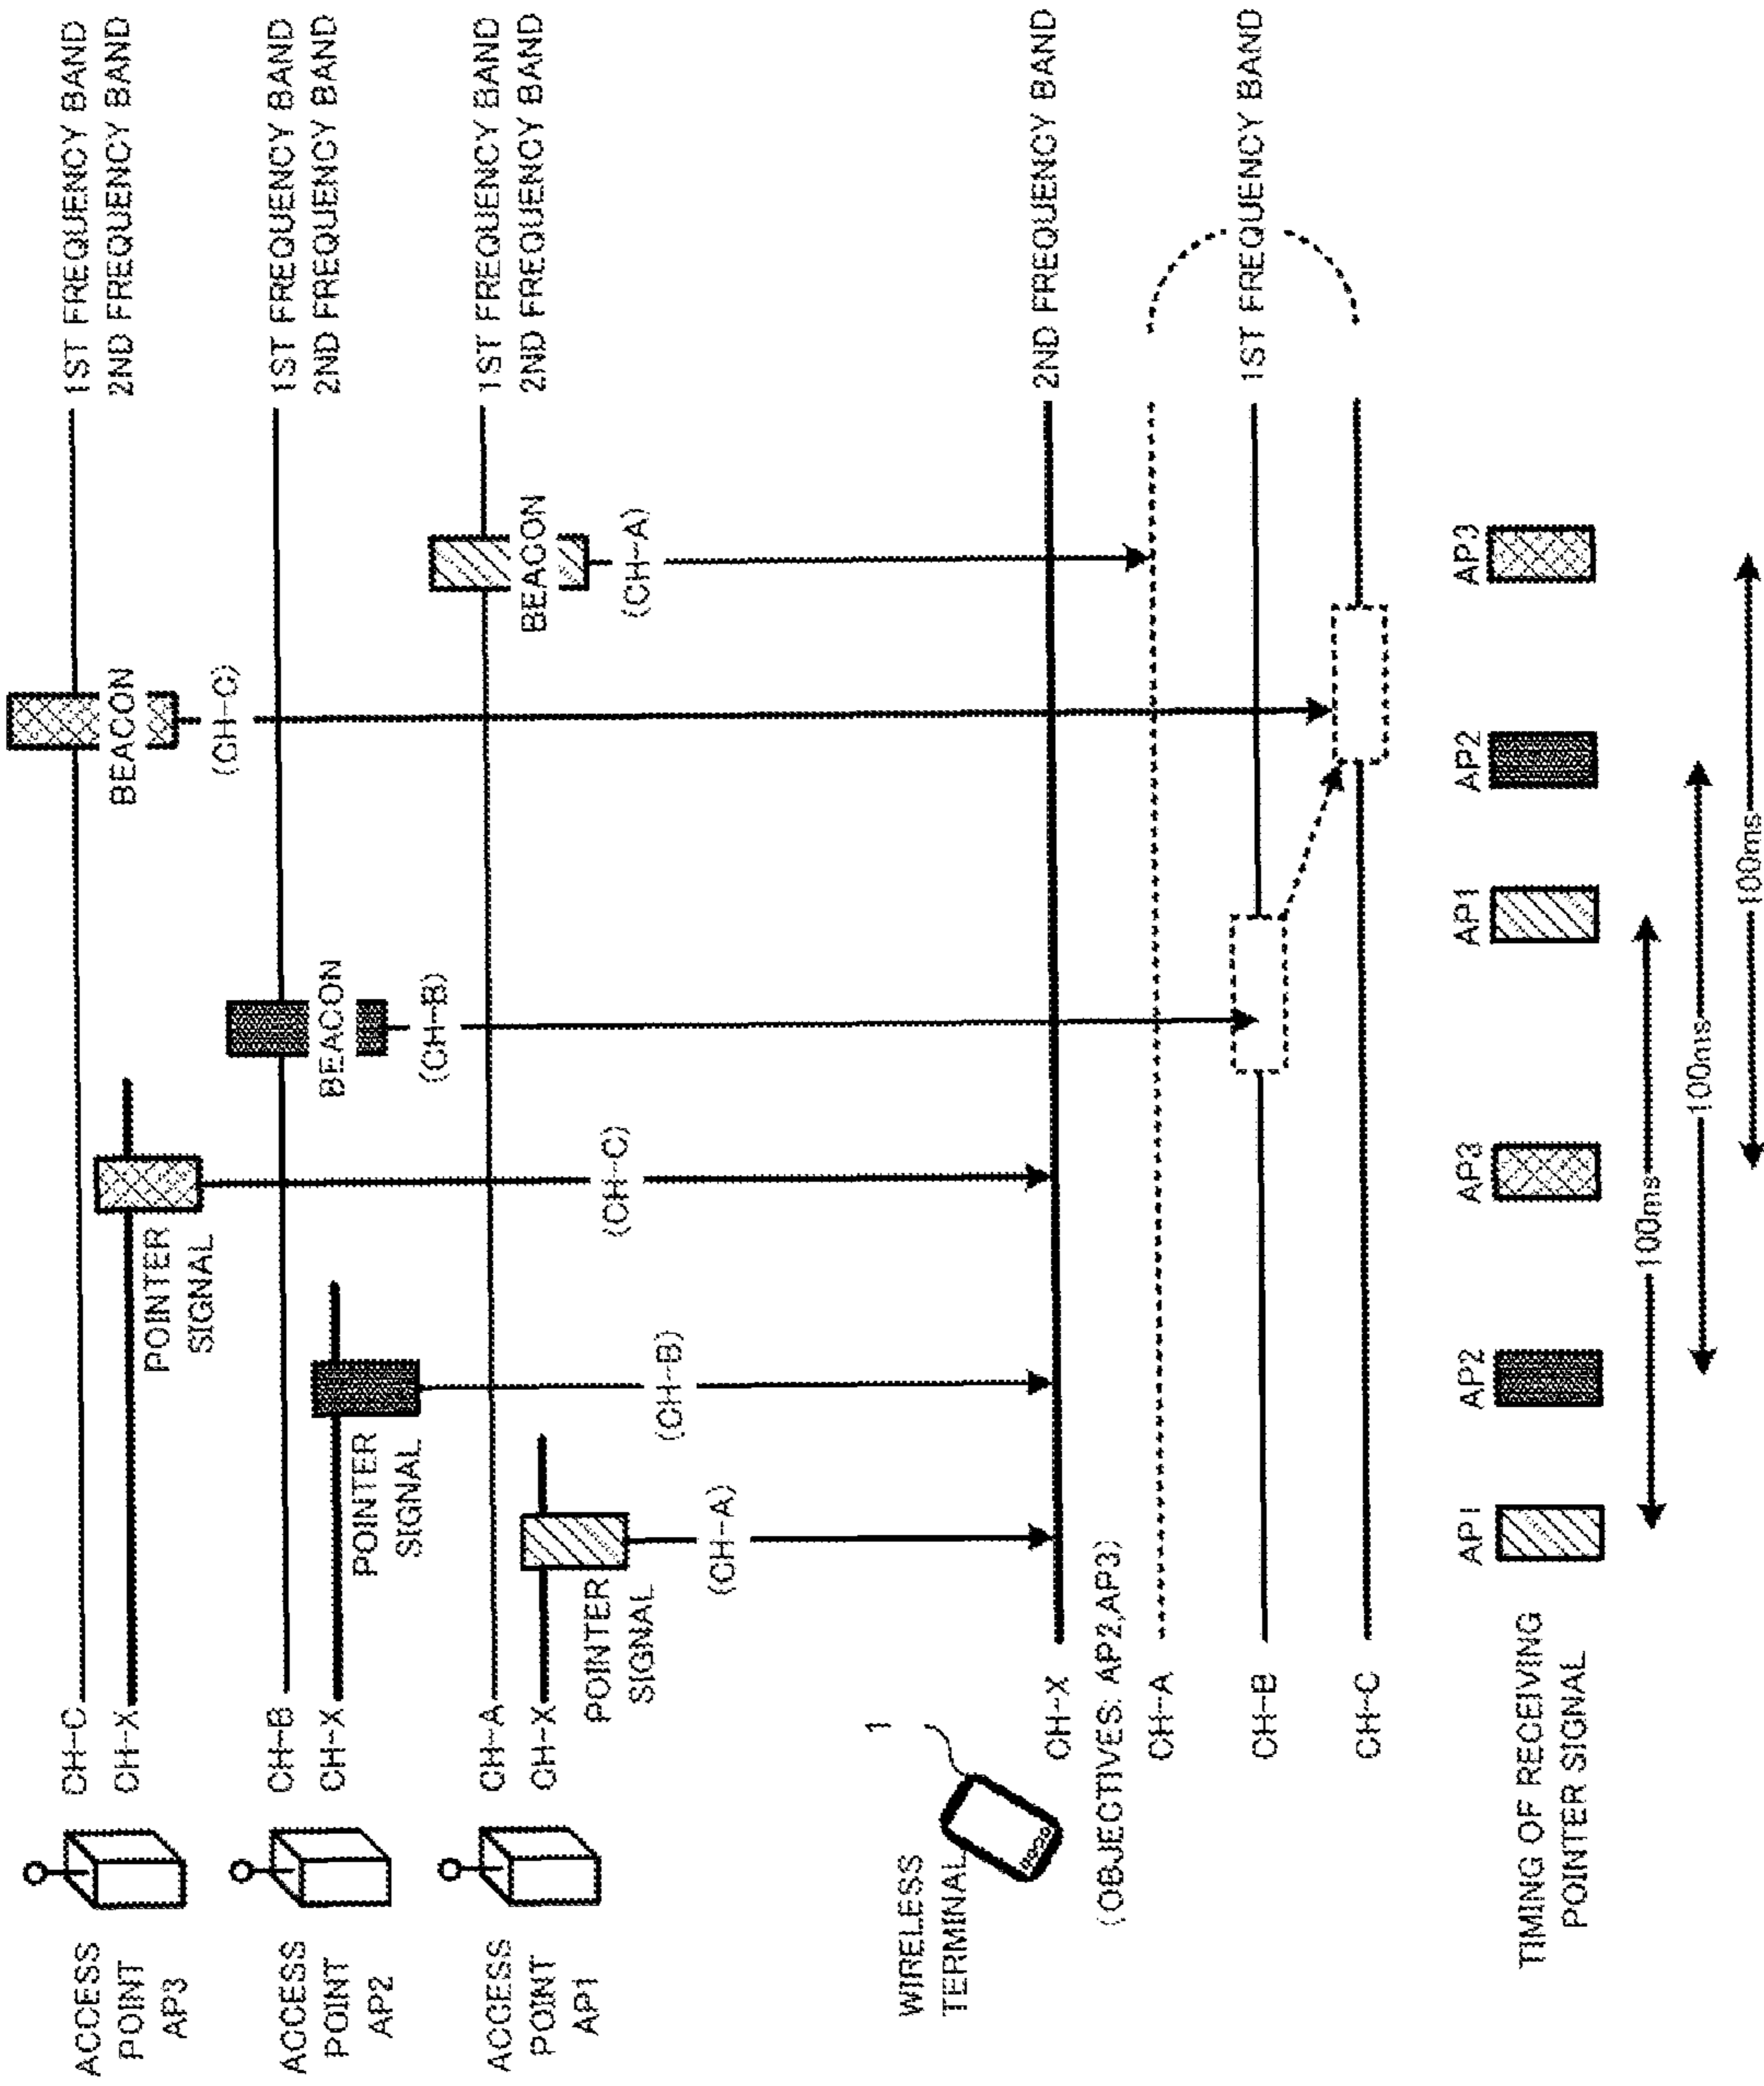 ACCESS
POINT
AP3
CH-C
CH-X
POINTER
SIGNAL
(CH-C)
BEACON
(CH-C)
1ST FREQUENCY BAND
2ND FREQUENCY BAND
ACCESS
POINT
AP2
CH-B
CH-X
POINTER
SIGNAL
(CH-B)
BEACON
(CH-B)
1ST FREQUENCY BAND
2ND FREQUENCY BAND
ACCESS
POINT
AP1
CH-A
CH-X
POINTER
SIGNAL
(CH-A)
BEACON
(CH-A)
1ST FREQUENCY BAND
2ND FREQUENCY BAND
WIRELESS
TERMINAL
1
CH-X
2ND FREQUENCY BAND
(OBJECTIVES: AP2,AP3)
CH-A
CH-B
1ST FREQUENCY BAND
CH-C
TIMING OF RECEIVING
POINTER SIGNAL
AP1
AP2
AP3
AP1
AP2
AP3
100ms
100ms
100ms